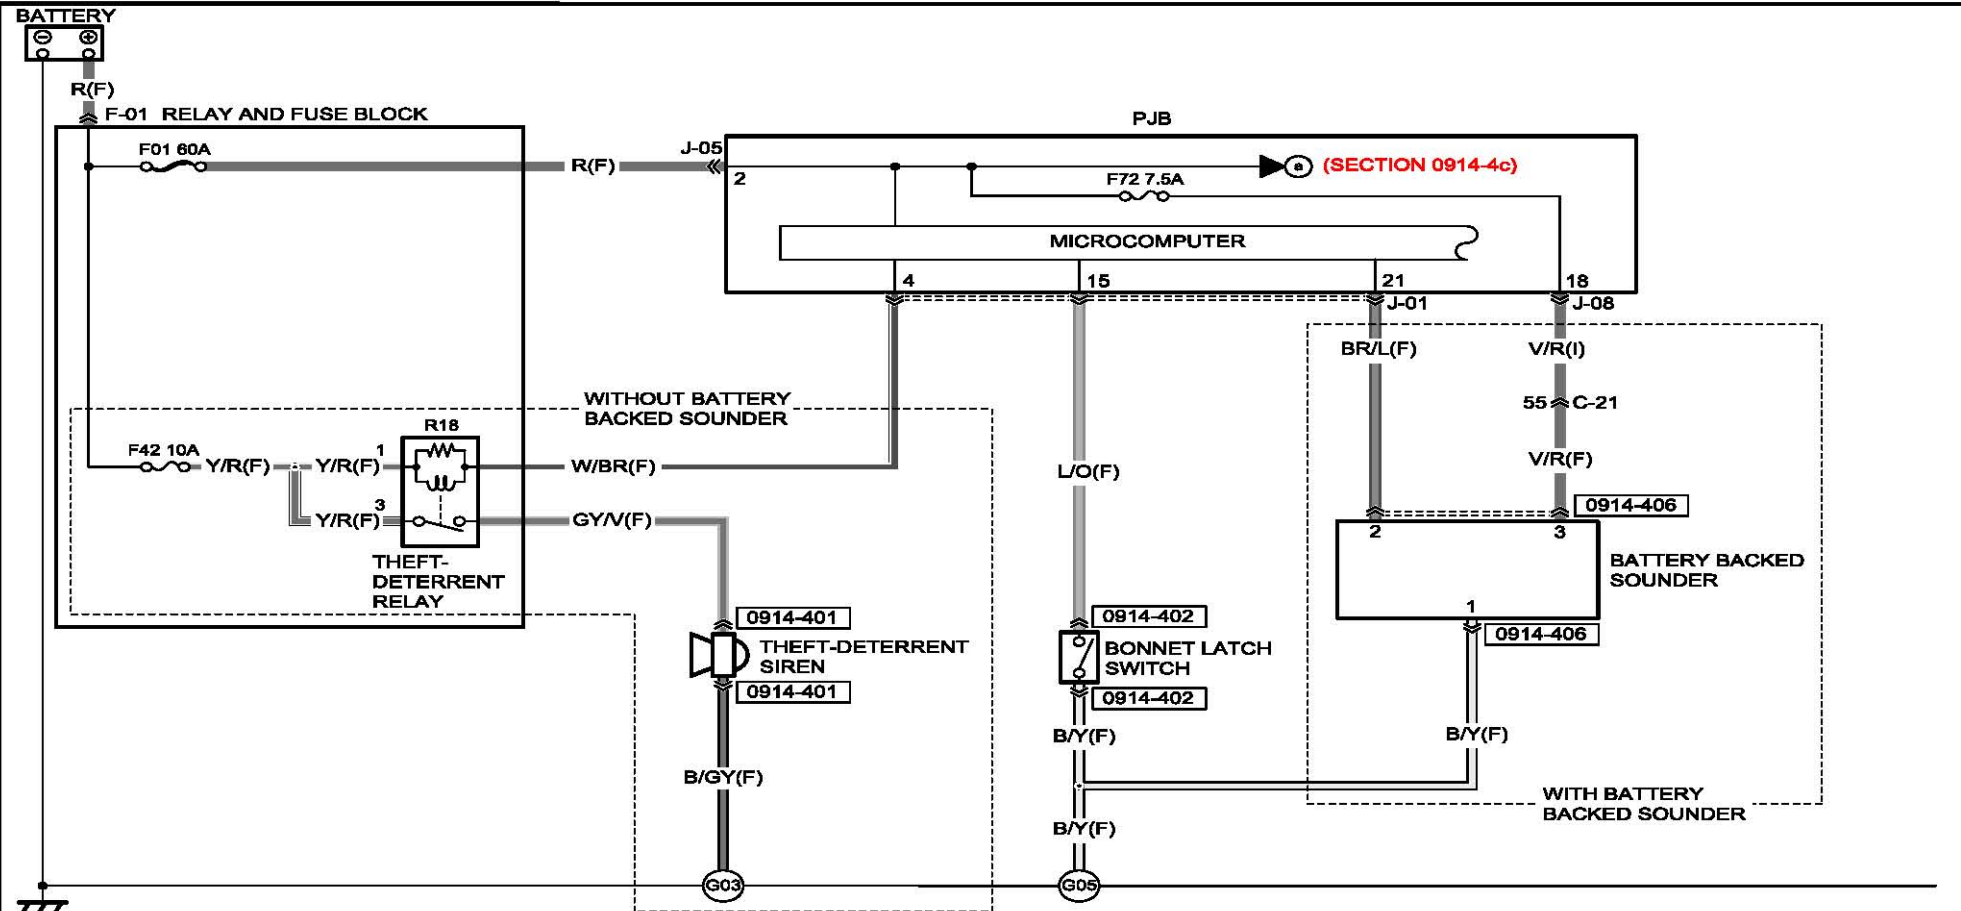 BATTERY
R(F)
F-01 RELAY AND FUSE BLOCK
F01 60A
R(F)
J-05
PJB
2
(SECTION 0914-4c)
F72 7.5A
MICROCOMPUTER
4
15
21
18
J-01
J-08
BR/L(F)
V/R(I)
55
C-21
V/R(F)
WITHOUT BATTERY
BACKED SOUNDER
R18
F42 10A
Y/R(F)
Y/R(F)
1
W/BR(F)
L/O(F)
3
Y/R(F)
GY/V(F)
0914-406
2
3
THEFT-
DETERRENT
RELAY
BATTERY BACKED
SOUNDER
1
0914-406
0914-401
THEFT-DETERRENT
SIREN
0914-401
0914-402
BONNET LATCH
SWITCH
0914-402
B/Y(F)
B/Y(F)
B/GY(F)
WITH BATTERY
BACKED SOUNDER
B/Y(F)
G03
G05